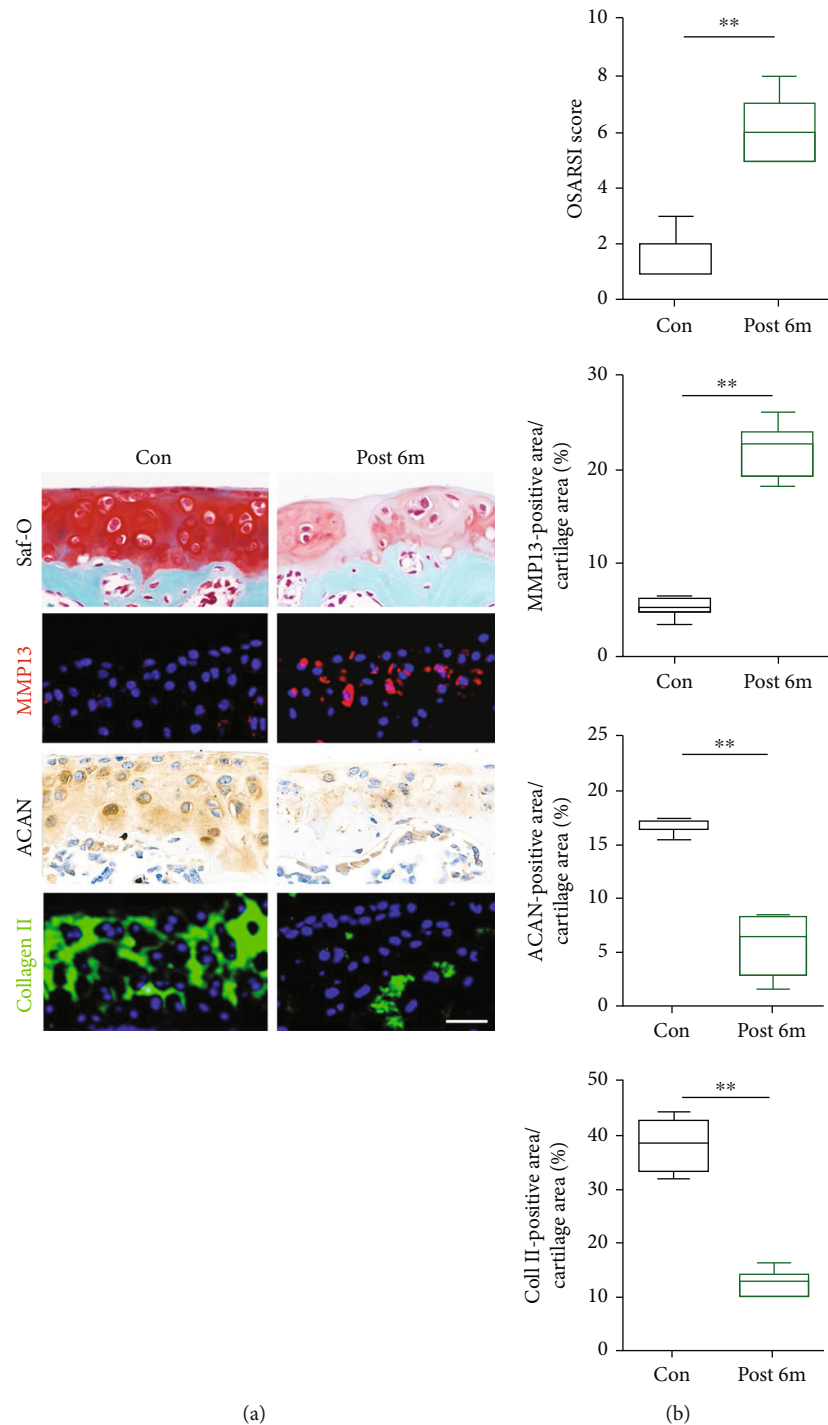 Con Post 6m
Saf-O
MMP13
ACAN
Collagen II
(a)
**
10
8
6
4
2
0
OSARSI score
Con Post 6m
**
30
20
10
0
MMP13-positive area/
cartilage area (%)
Con Post 6m
**
25
20
15
10
5
0
ACAN-positive area/
cartilage area (%)
Con Post 6m
**
50
40
30
20
10
0
Coll II-positive area/
cartilage area (%)
Con Post 6m
(b)